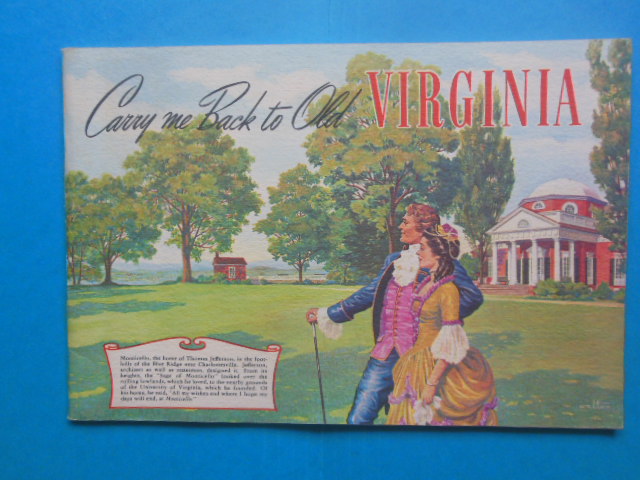 Carry me Back to Old VIRGINIA
Monticello, the home of Thomas Jefferson, in the foot-
hills of the Blue Ridge near Charlottesville. Jefferson,
architect as well as statesman, designed it. From its
heights, the "Sage of Monticello" looked over the
rolling lowlands, which he loved, to the nearby grounds
of the University of Virginia, which he founded. Of
his home, he said, "All my wishes end where I hope my
days will end, at Monticello."